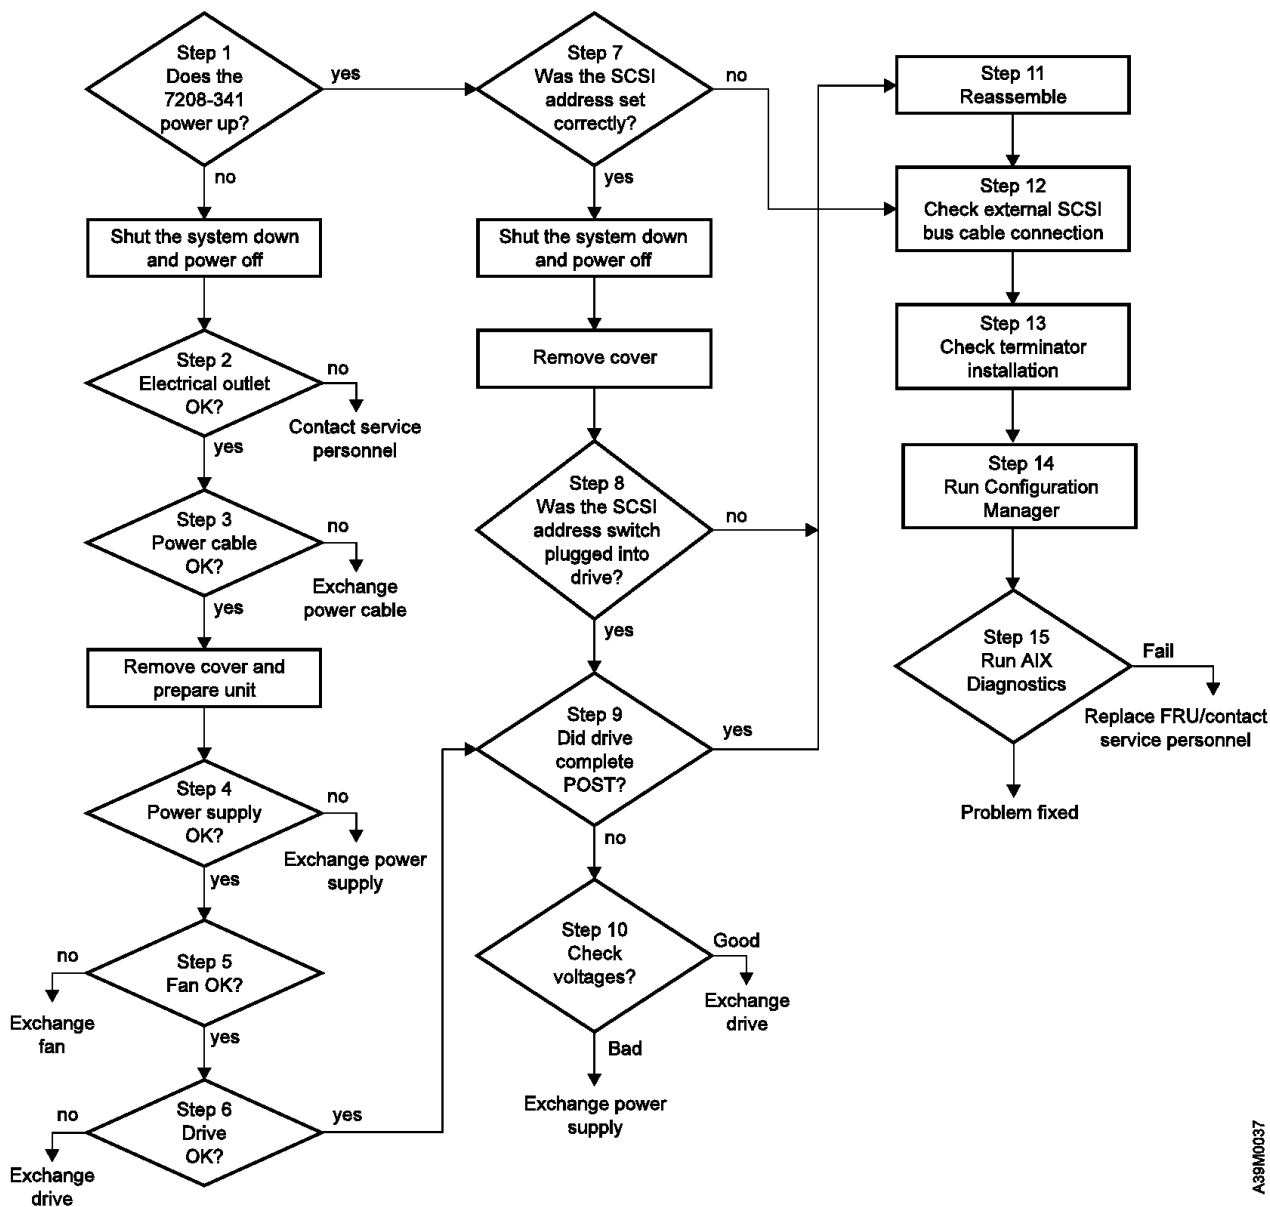 Step 1
Does the
7208-341
power up?
yes
no
Shut the system down
and power off
Step 2
Electrical outlet
OK?
no
Contact service
personnel
yes
Step 3
Power cable
OK?
no
Exchange
power cable
yes
Remove cover and
prepare unit
Step 4
Power supply
OK?
no
Exchange power
supply
yes
Step 5
Fan OK?
no
Exchange
fan
yes
Step 6
Drive
OK?
no
Exchange
drive
yes
Step 7
Was the SCSI
address set
correctly?
no
yes
Shut the system down
and power off
Remove cover
Step 8
Was the SCSI
address switch
plugged into
drive?
no
yes
Step 9
Did drive
complete
POST?
yes
no
Step 10
Check
voltages?
Good
Exchange
drive
Bad
Exchange power
supply
Step 11
Reassemble
Step 12
Check external SCSI
bus cable connection
Step 13
Check terminator
installation
Step 14
Run Configuration
Manager
Step 15
Run AIX
Diagnostics
Fail
Replace FRU/contact
service personnel
Problem fixed
A39M0037